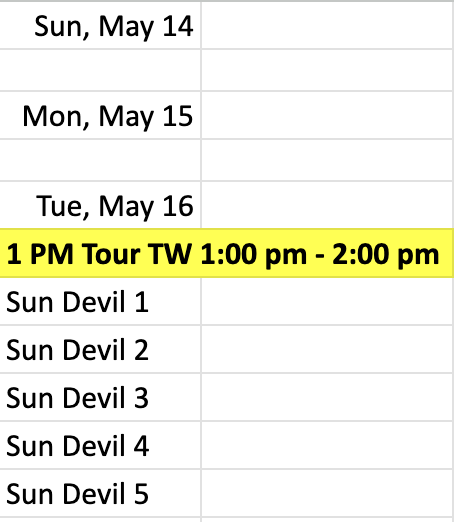 Sun, May 14
Mon, May 15
Tue, May 16
1 PM Tour TW 1:00 pm - 2:00 pm
Sun Devil 1
Sun Devil 2
Sun Devil 3
Sun Devil 4
Sun Devil 5